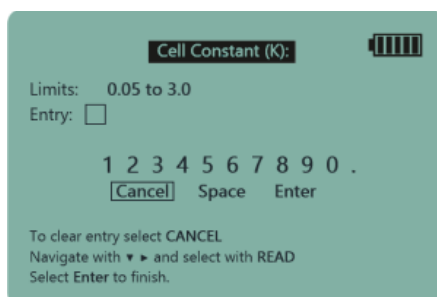 Cell Constant (K):
Limits: 0.05 to 3.0
Entry:
1 2 3 4 5 6 7 8 9 0 .
Cancel Space Enter
To clear entry select CANCEL
Navigate with ▼ ► and select with READ
Select Enter to finish.